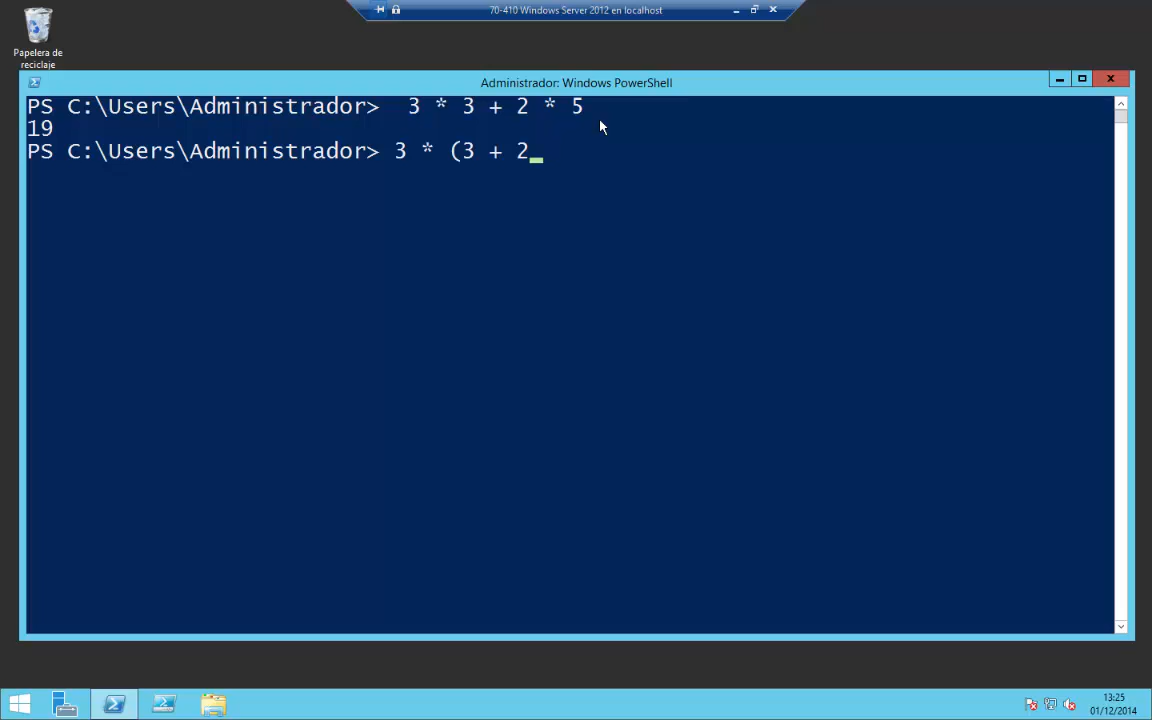 70-410 Windows Server 2012 en localhost
Papelera de
reciclaje
Administrador: Windows PowerShell
PS C:\Users\Administrador>  3 * 3 + 2 * 5
19
PS C:\Users\Administrador> 3 * (3 + 2
13:25
01/12/2014